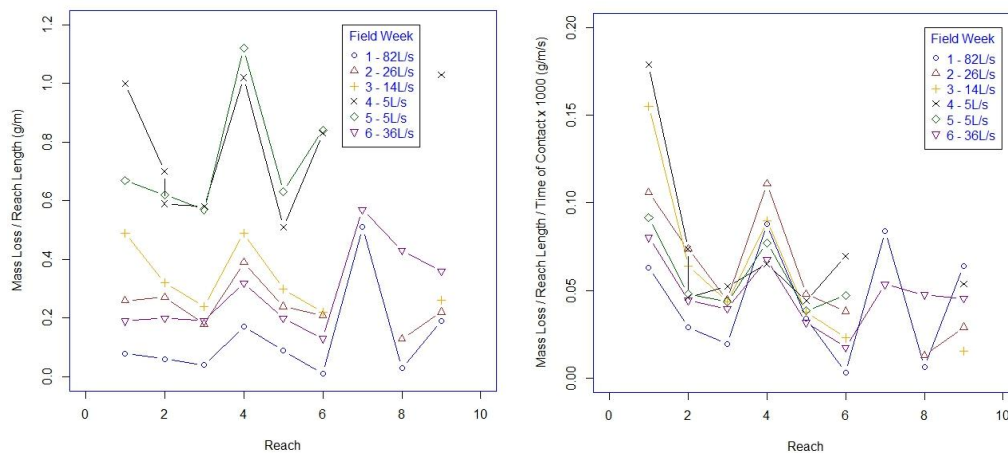 Mass Loss / Reach Length (g/m)
1.2
1.0
0.8
0.6
0.4
0.2
0.0
Field Week
1 - 82L/s
2 - 26L/s
3 - 14L/s
4 - 5L/s
5 - 5L/s
6 - 36L/s
0 2 4 6 8 10
Reach
Mass Loss / Reach Length / Time of Contact x 1000 (g/m/s)
0.20
0.15
0.10
0.05
0.00
Field Week
1 - 82L/s
2 - 26L/s
3 - 14L/s
4 - 5L/s
5 - 5L/s
6 - 36L/s
0 2 4 6 8 10
Reach